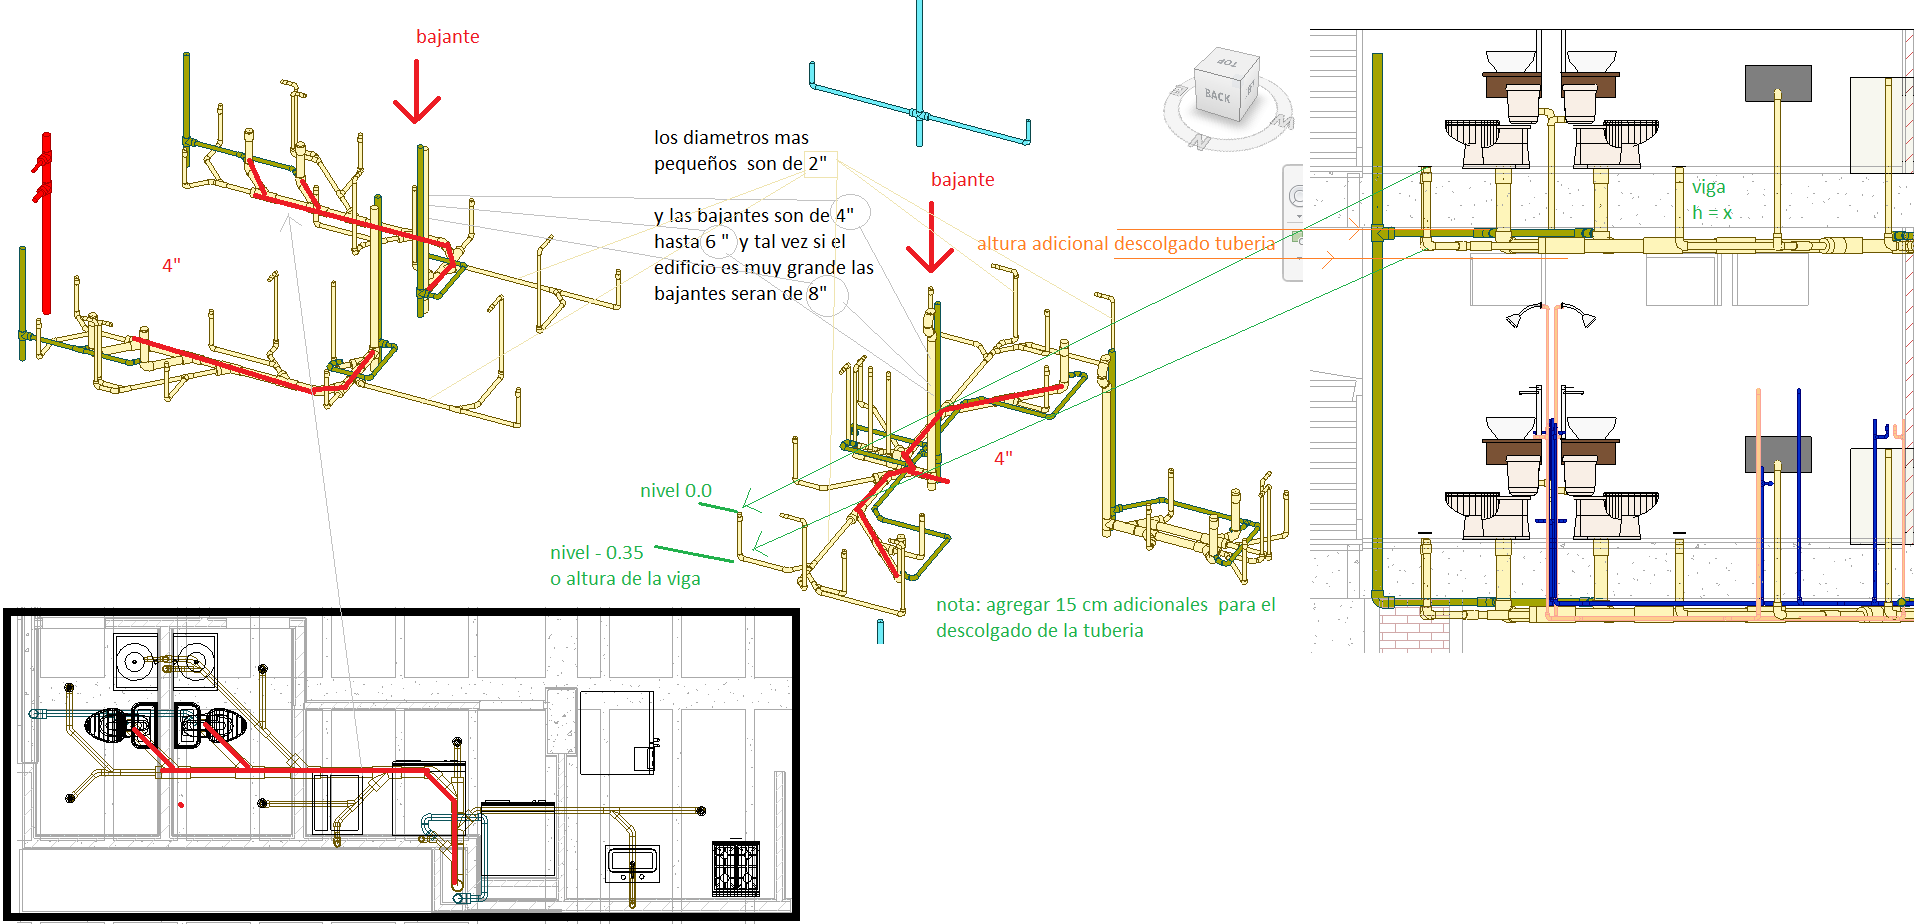 bajante
los diametros mas
pequeños son de 2"
bajante
y las bajantes son de 4"
hasta 6 " y tal vez si el
edificio es muy grande las
bajantes seran de 8"
4"
TOP
BACK
N
viga
h = x
altura adicional descolgado tuberia
4"
nivel 0.0
nivel - 0.35
o altura de la viga
nota: agregar 15 cm adicionales para el
descolgado de la tuberia